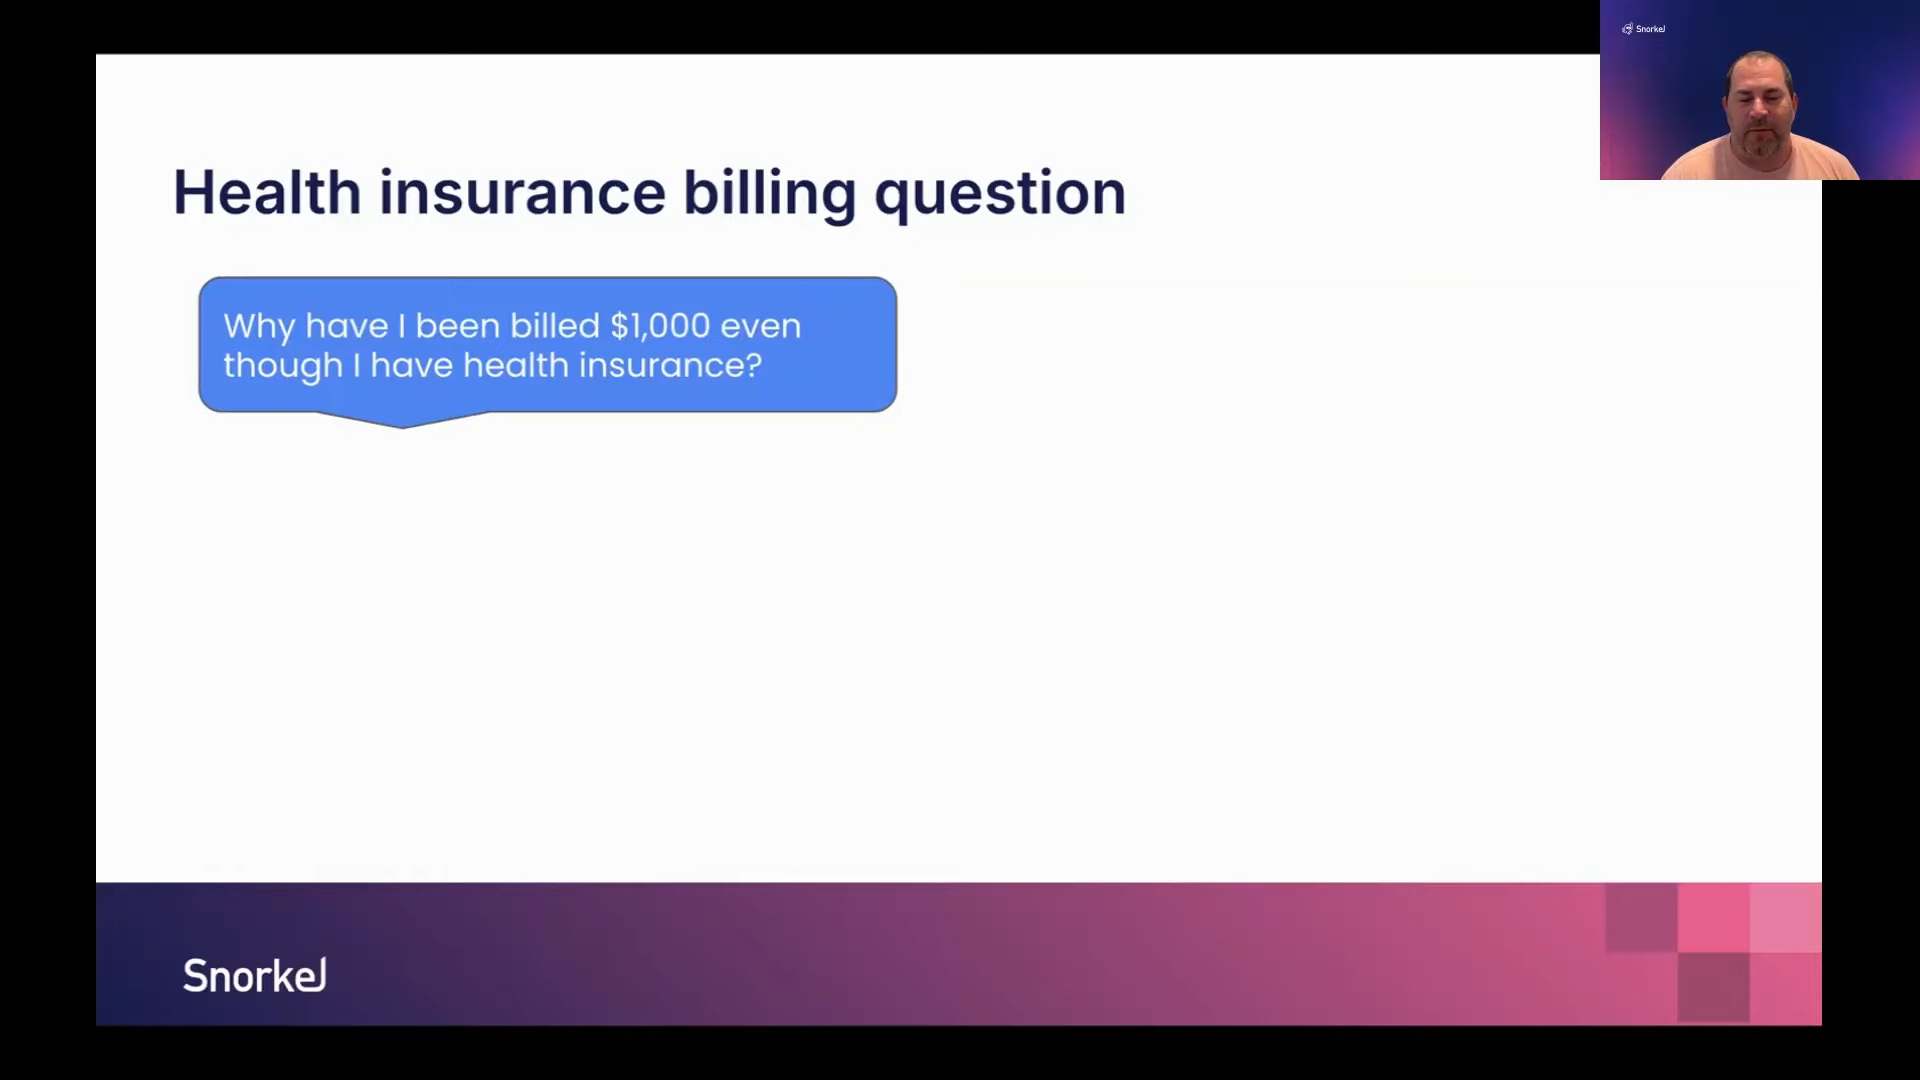 Snorkel
Health insurance billing question
Why have I been billed $1,000 even
though I have health insurance?
Snorkel